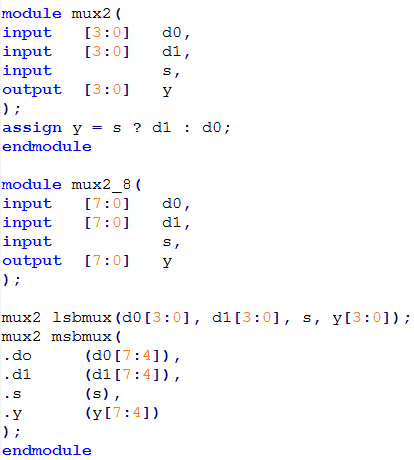 module mux2(
input   [3:0]   d0,
input   [3:0]   d1,
input           s,
output  [3:0]   y
);
assign y = s ? d1 : d0;
endmodule

module mux2_8(
input   [7:0]   d0,
input   [7:0]   d1,
input           s,
output  [7:0]   y
);

mux2 lsbmux(d0[3:0], d1[3:0], s, y[3:0]);
mux2 msbmux(
.do     (d0[7:4]),
.d1     (d1[7:4]),
.s      (s),
.y      (y[7:4])
);
endmodule